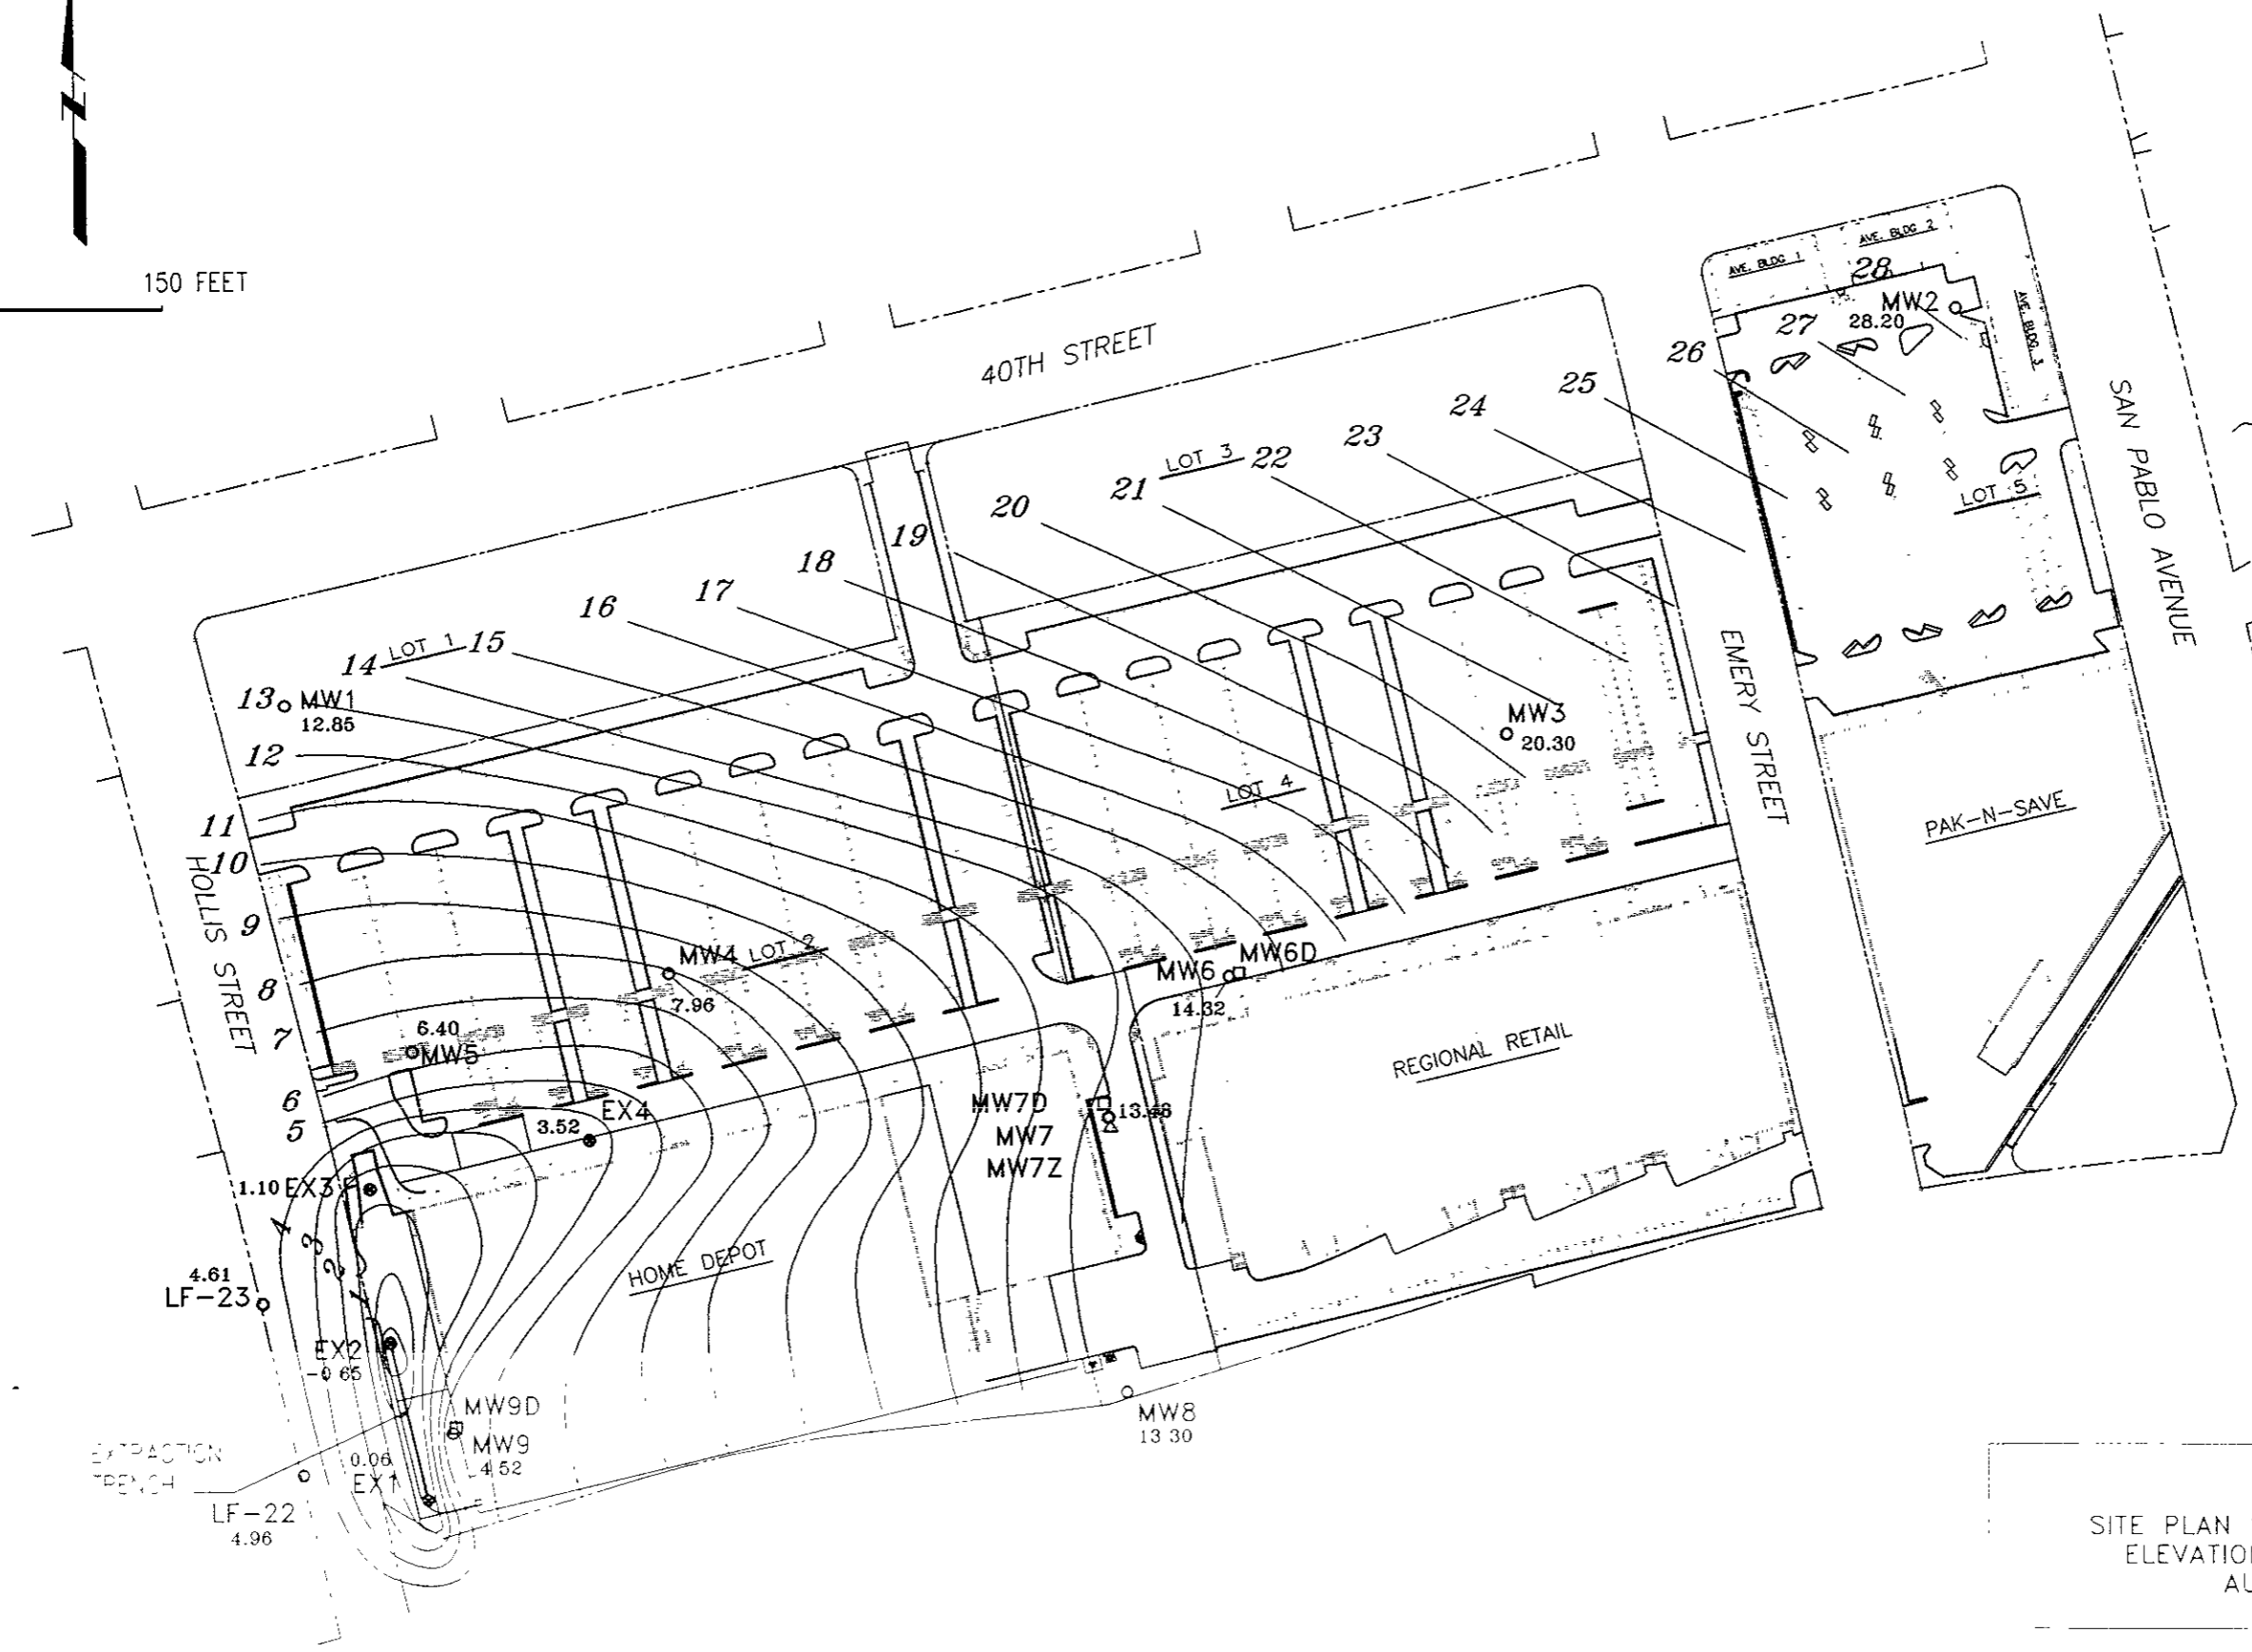 N
150 FEET
40TH STREET
AVE. BLDG 1
AVE. BLDG 2
AVE. BLDG. 3
28
MW2
28.20
27
26
25
24
23
22
LOT 3
21
20
19
18
17
16
15
LOT 1
14
13
MW1
12.85
12
11
10
9
8
7
6
5
4
3
2
1
LOT 5
SAN PABLO AVENUE
EMERY STREET
HOLLIS STREET
MW3
20.30
LOT 4
PAK-N-SAVE
MW4
LOT 2
7.96
MW6
MW6D
14.32
6.40
MW5
REGIONAL RETAIL
EX4
3.52
MW7D
MW7
MW7Z
13.48
1.10 EX3
HOME DEPOT
4.61
LF-23
EX2
-0.65
MW9D
MW9
4.52
MW8
13 30
EXTRACTION
TRENCH
0.06
EX1
LF-22
4.96
SITE PLAN
ELEVATIO
AU